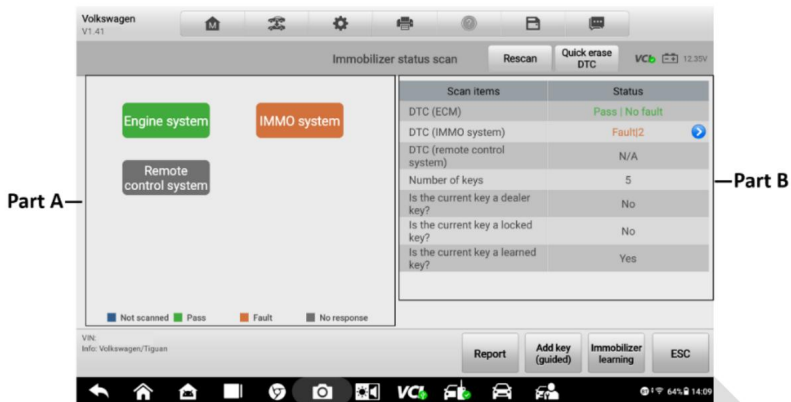 Volkswagen
V1.41
M
?
Immobilizer status scan
Rescan
Quick erase
DTC
VCI
12.35V
Engine system
IMMO system
Remote
control system
Part A
Not scanned
Pass
Fault
No response
Scan items
Status
DTC (ECM)
Pass | No fault
DTC (IMMO system)
Fault|2
DTC (remote control
system)
N/A
Number of keys
5
Is the current key a dealer
key?
No
Is the current key a locked
key?
No
Is the current key a learned
key?
Yes
Part B
VIN:
Info: Volkswagen/Tiguan
Report
Add key
(guided)
Immobilizer
learning
ESC
VCI
64% 14:09